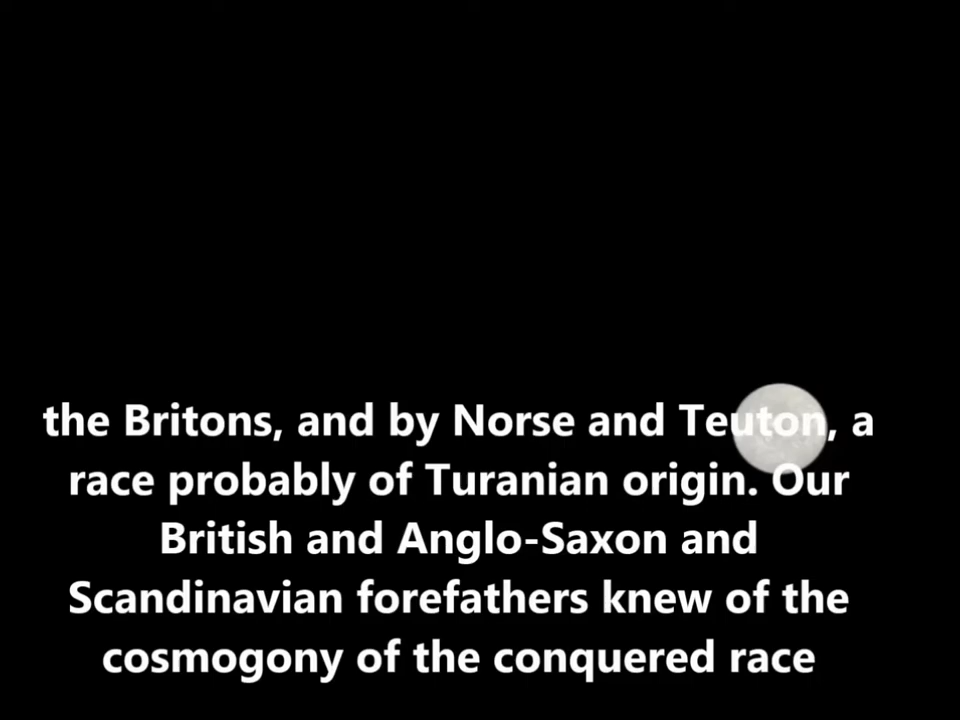 the Britons, and by Norse and Teuton, a
race probably of Turanian origin. Our
British and Anglo-Saxon and
Scandinavian forefathers knew of the
cosmogony of the conquered race